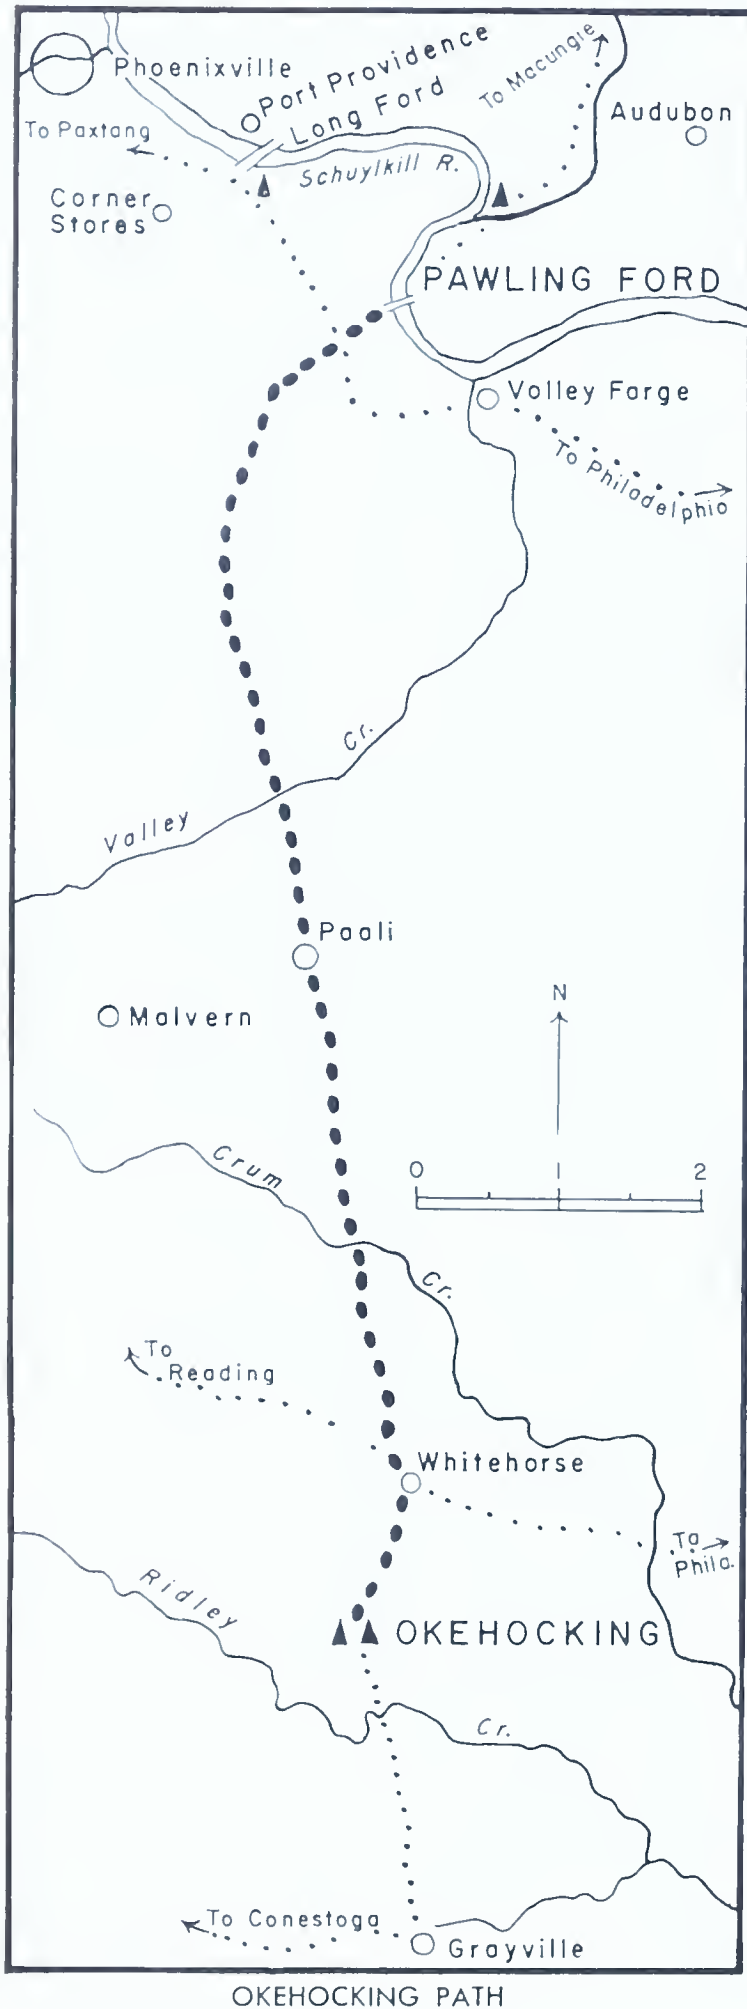 Phoenixville
Port Providence
Long Ford
To Macungie
Audubon
To Paxtang
Schuylkill R.
Corner
Stores
PAWLING FORD
Valley Forge
To Philadelphia
Cr.
Valley
Paoli
Malvern
N
0 1 2
Crum
Cr.
To
Reading
Whitehorse
To
Phila.
Ridley
OKEHOCKING
Cr.
To Conestoga
Grayville
OKEHOCKING PATH